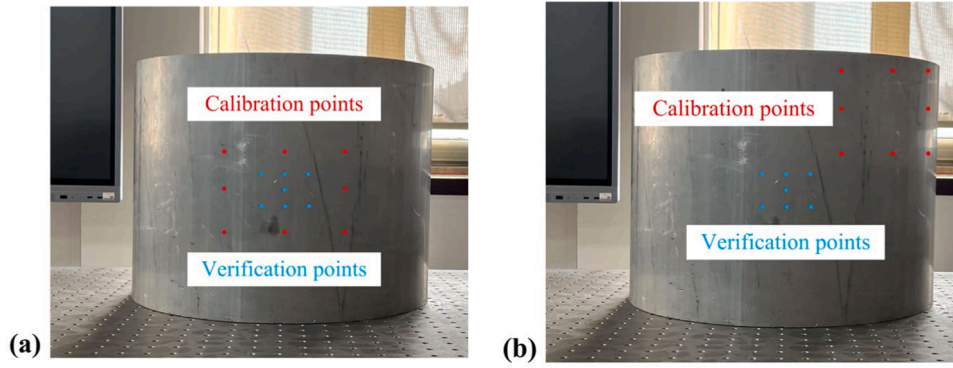 Calibration points
Verification points
(a)
Calibration points
Verification points
(b)